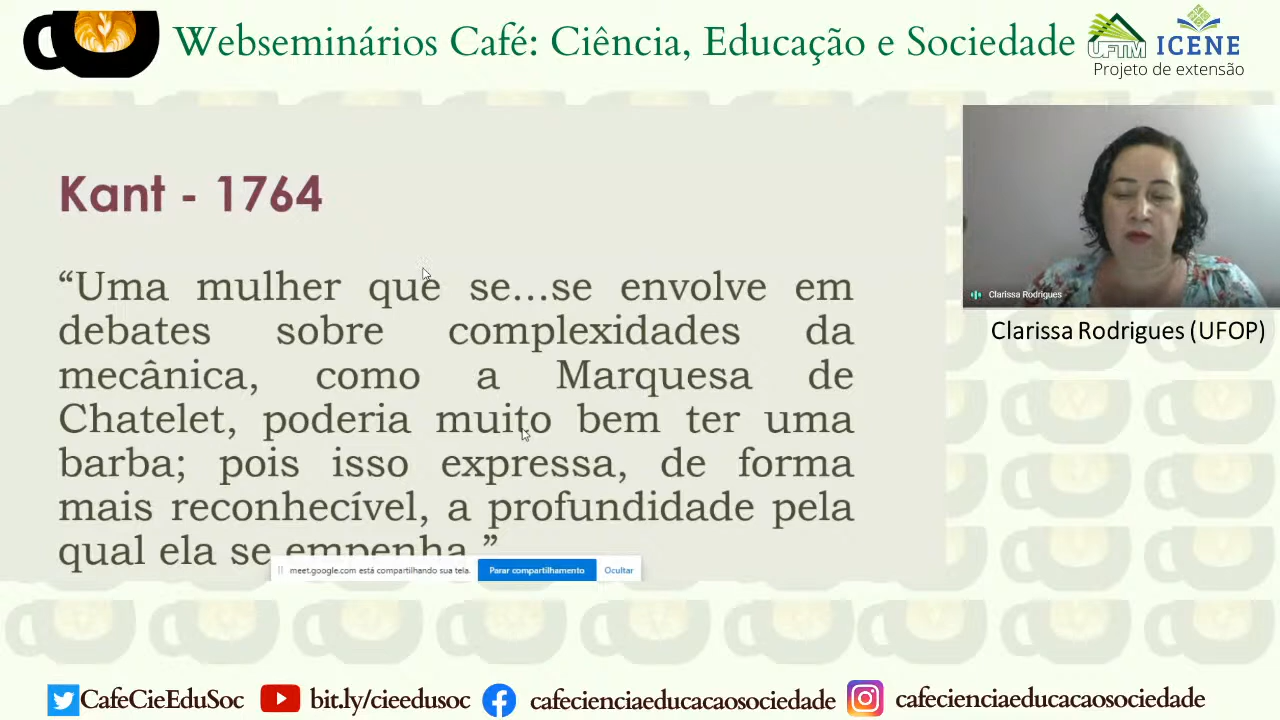 Webseminários Café: Ciência, Educação e Sociedade
UFTM
ICENE
Projeto de extensão
Kant - 1764
“Uma mulher que se...se envolve em
debates sobre complexidades da
mecânica, como a Marquesa de
Chatelet, poderia muito bem ter uma
barba; pois isso expressa, de forma
mais reconhecível, a profundidade pela
qual ela se empenha.”
Clarissa Rodrigues
Clarissa Rodrigues (UFOP)
meet.google.com está compartilhando sua tela.
Parar compartilhamento
Ocultar
CafeCieEduSoc
bit.ly/cieedusoc
cafecienciaeducacaosociedade
cafecienciaeducacaosociedade